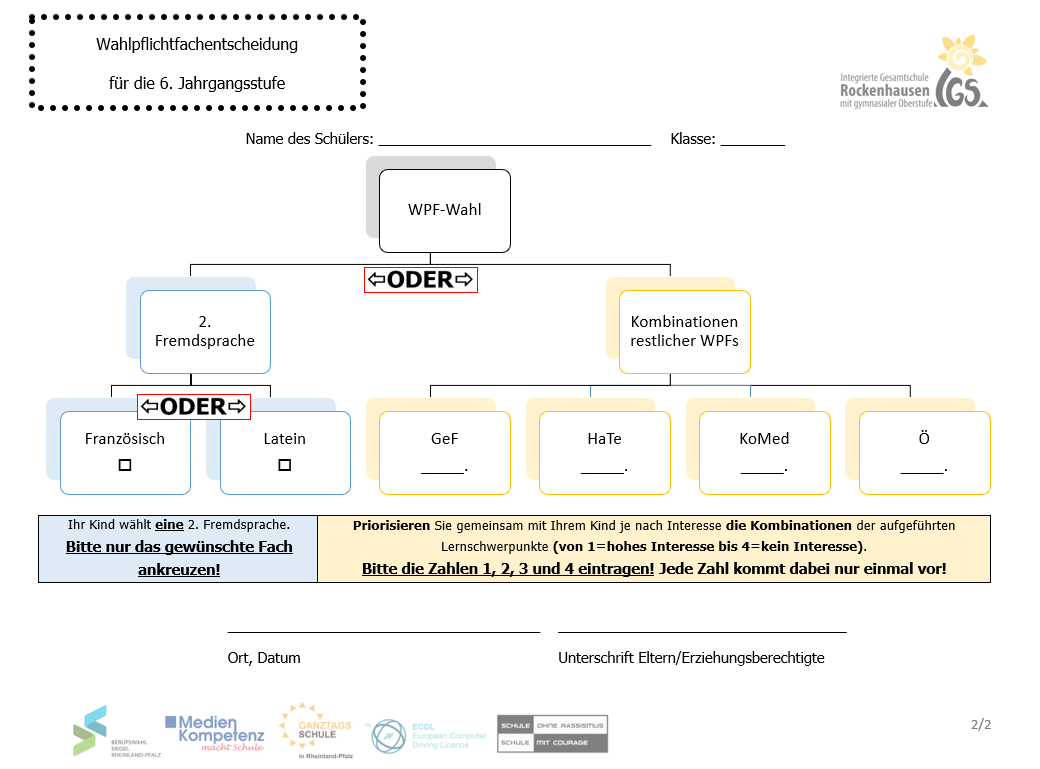 Wahlpflichtfachentscheidung
für die 6. Jahrgangsstufe
Integrierte Gesamtschule
Rockenhausen
mit gymnasialer Oberstufe
IGS
Name des Schülers: ________________________________ Klasse: ________
WPF-Wahl
⇦ODER⇨
2.
Fremdsprache
Kombinationen
restlicher WPFs
⇦ODER⇨
Französisch
☐
Latein
☐
GeF
_____.
HaTe
_____.
KoMed
_____.
Ö
_____.
Ihr Kind wählt eine 2. Fremdsprache.
Bitte nur das gewünschte Fach
ankreuzen!
Priorisieren Sie gemeinsam mit Ihrem Kind je nach Interesse die Kombinationen der aufgeführten
Lernschwerpunkte (von 1=hohes Interesse bis 4=kein Interesse).
Bitte die Zahlen 1, 2, 3 und 4 eintragen! Jede Zahl kommt dabei nur einmal vor!
Ort, Datum
Unterschrift Eltern/Erziehungsberechtigte
BERUFSWAHL
SIEGEL
RHEINLAND-PFALZ
Medien
Kompetenz
macht Schule
GANZTAGS
SCHULE
in Rheinland-Pfalz
ECDL
European Computer
Driving Licence
SCHULE OHNE RASSISMUS
SCHULE MIT COURAGE
2/2